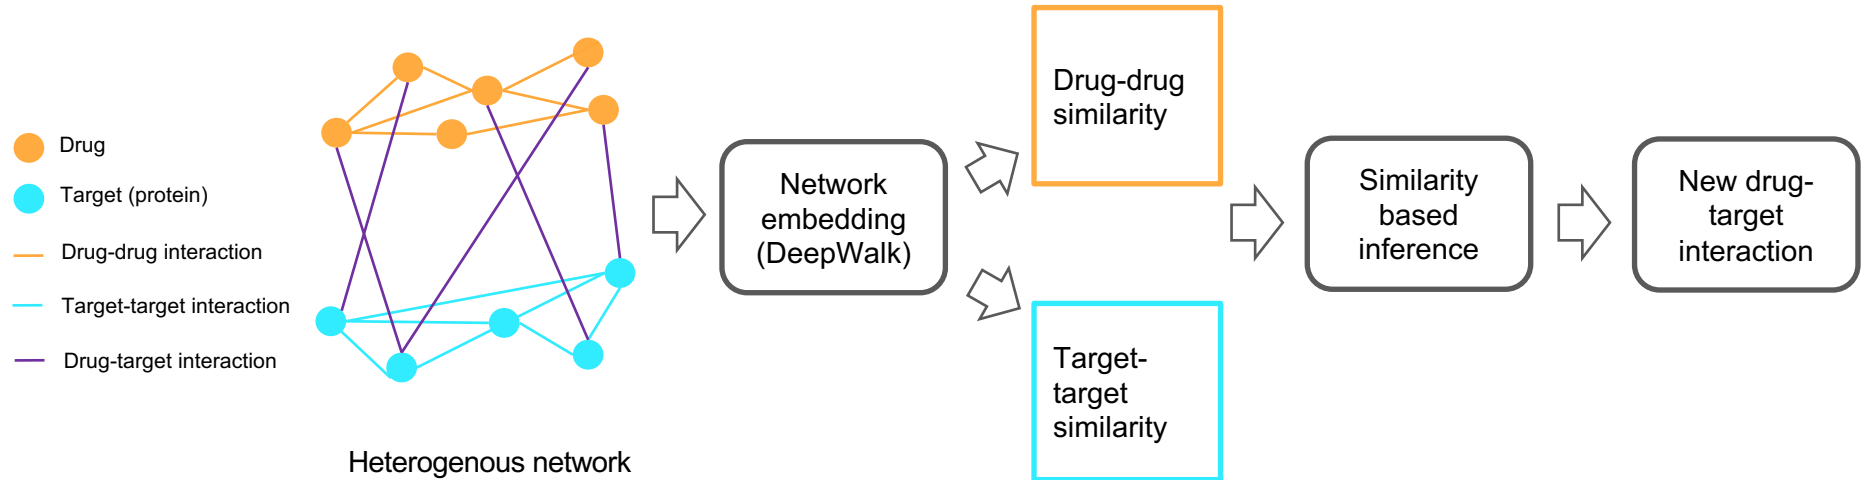 Drug
Target (protein)
Drug-drug interaction
Target-target interaction
Drug-target interaction
Heterogenous network
Network
embedding
(DeepWalk)
Drug-drug
similarity
Target-
target
similarity
Similarity
based
inference
New drug-
target
interaction